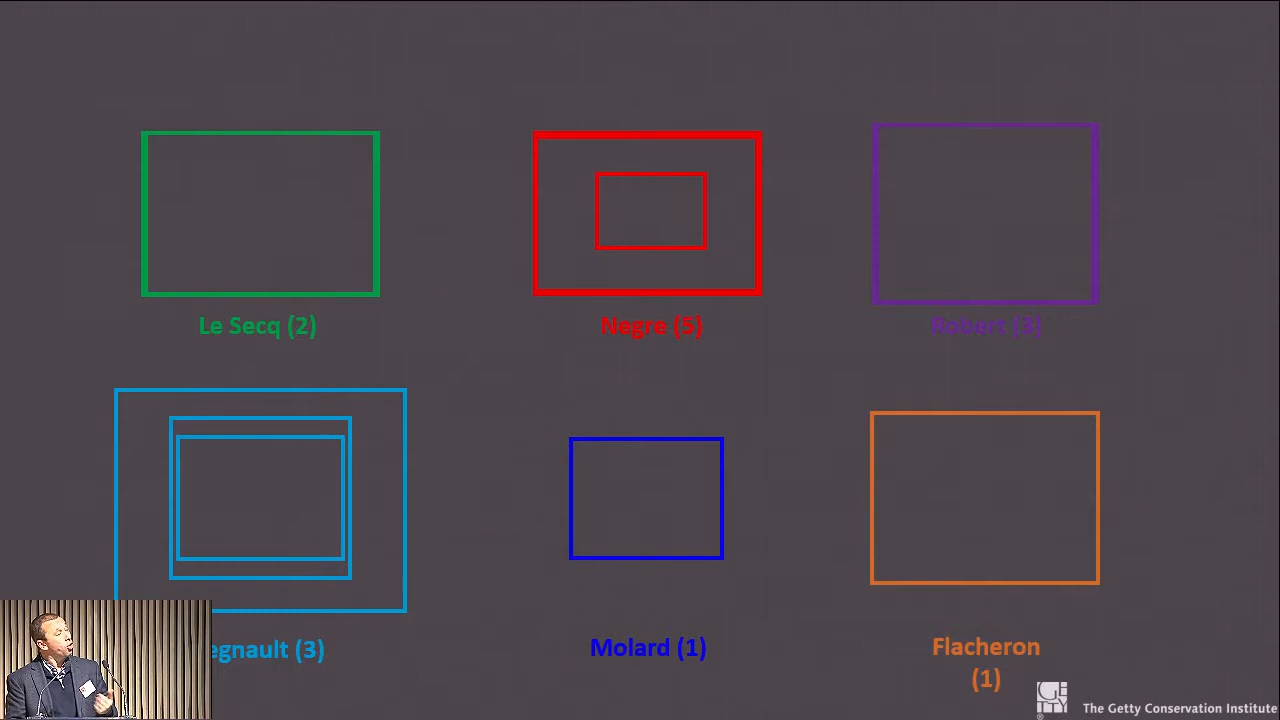 Le Secq (2)
Negre (5)
Robert (3)
egnault (3)
Molard (1)
Flacheron
(1)
The Getty Conservation Institute